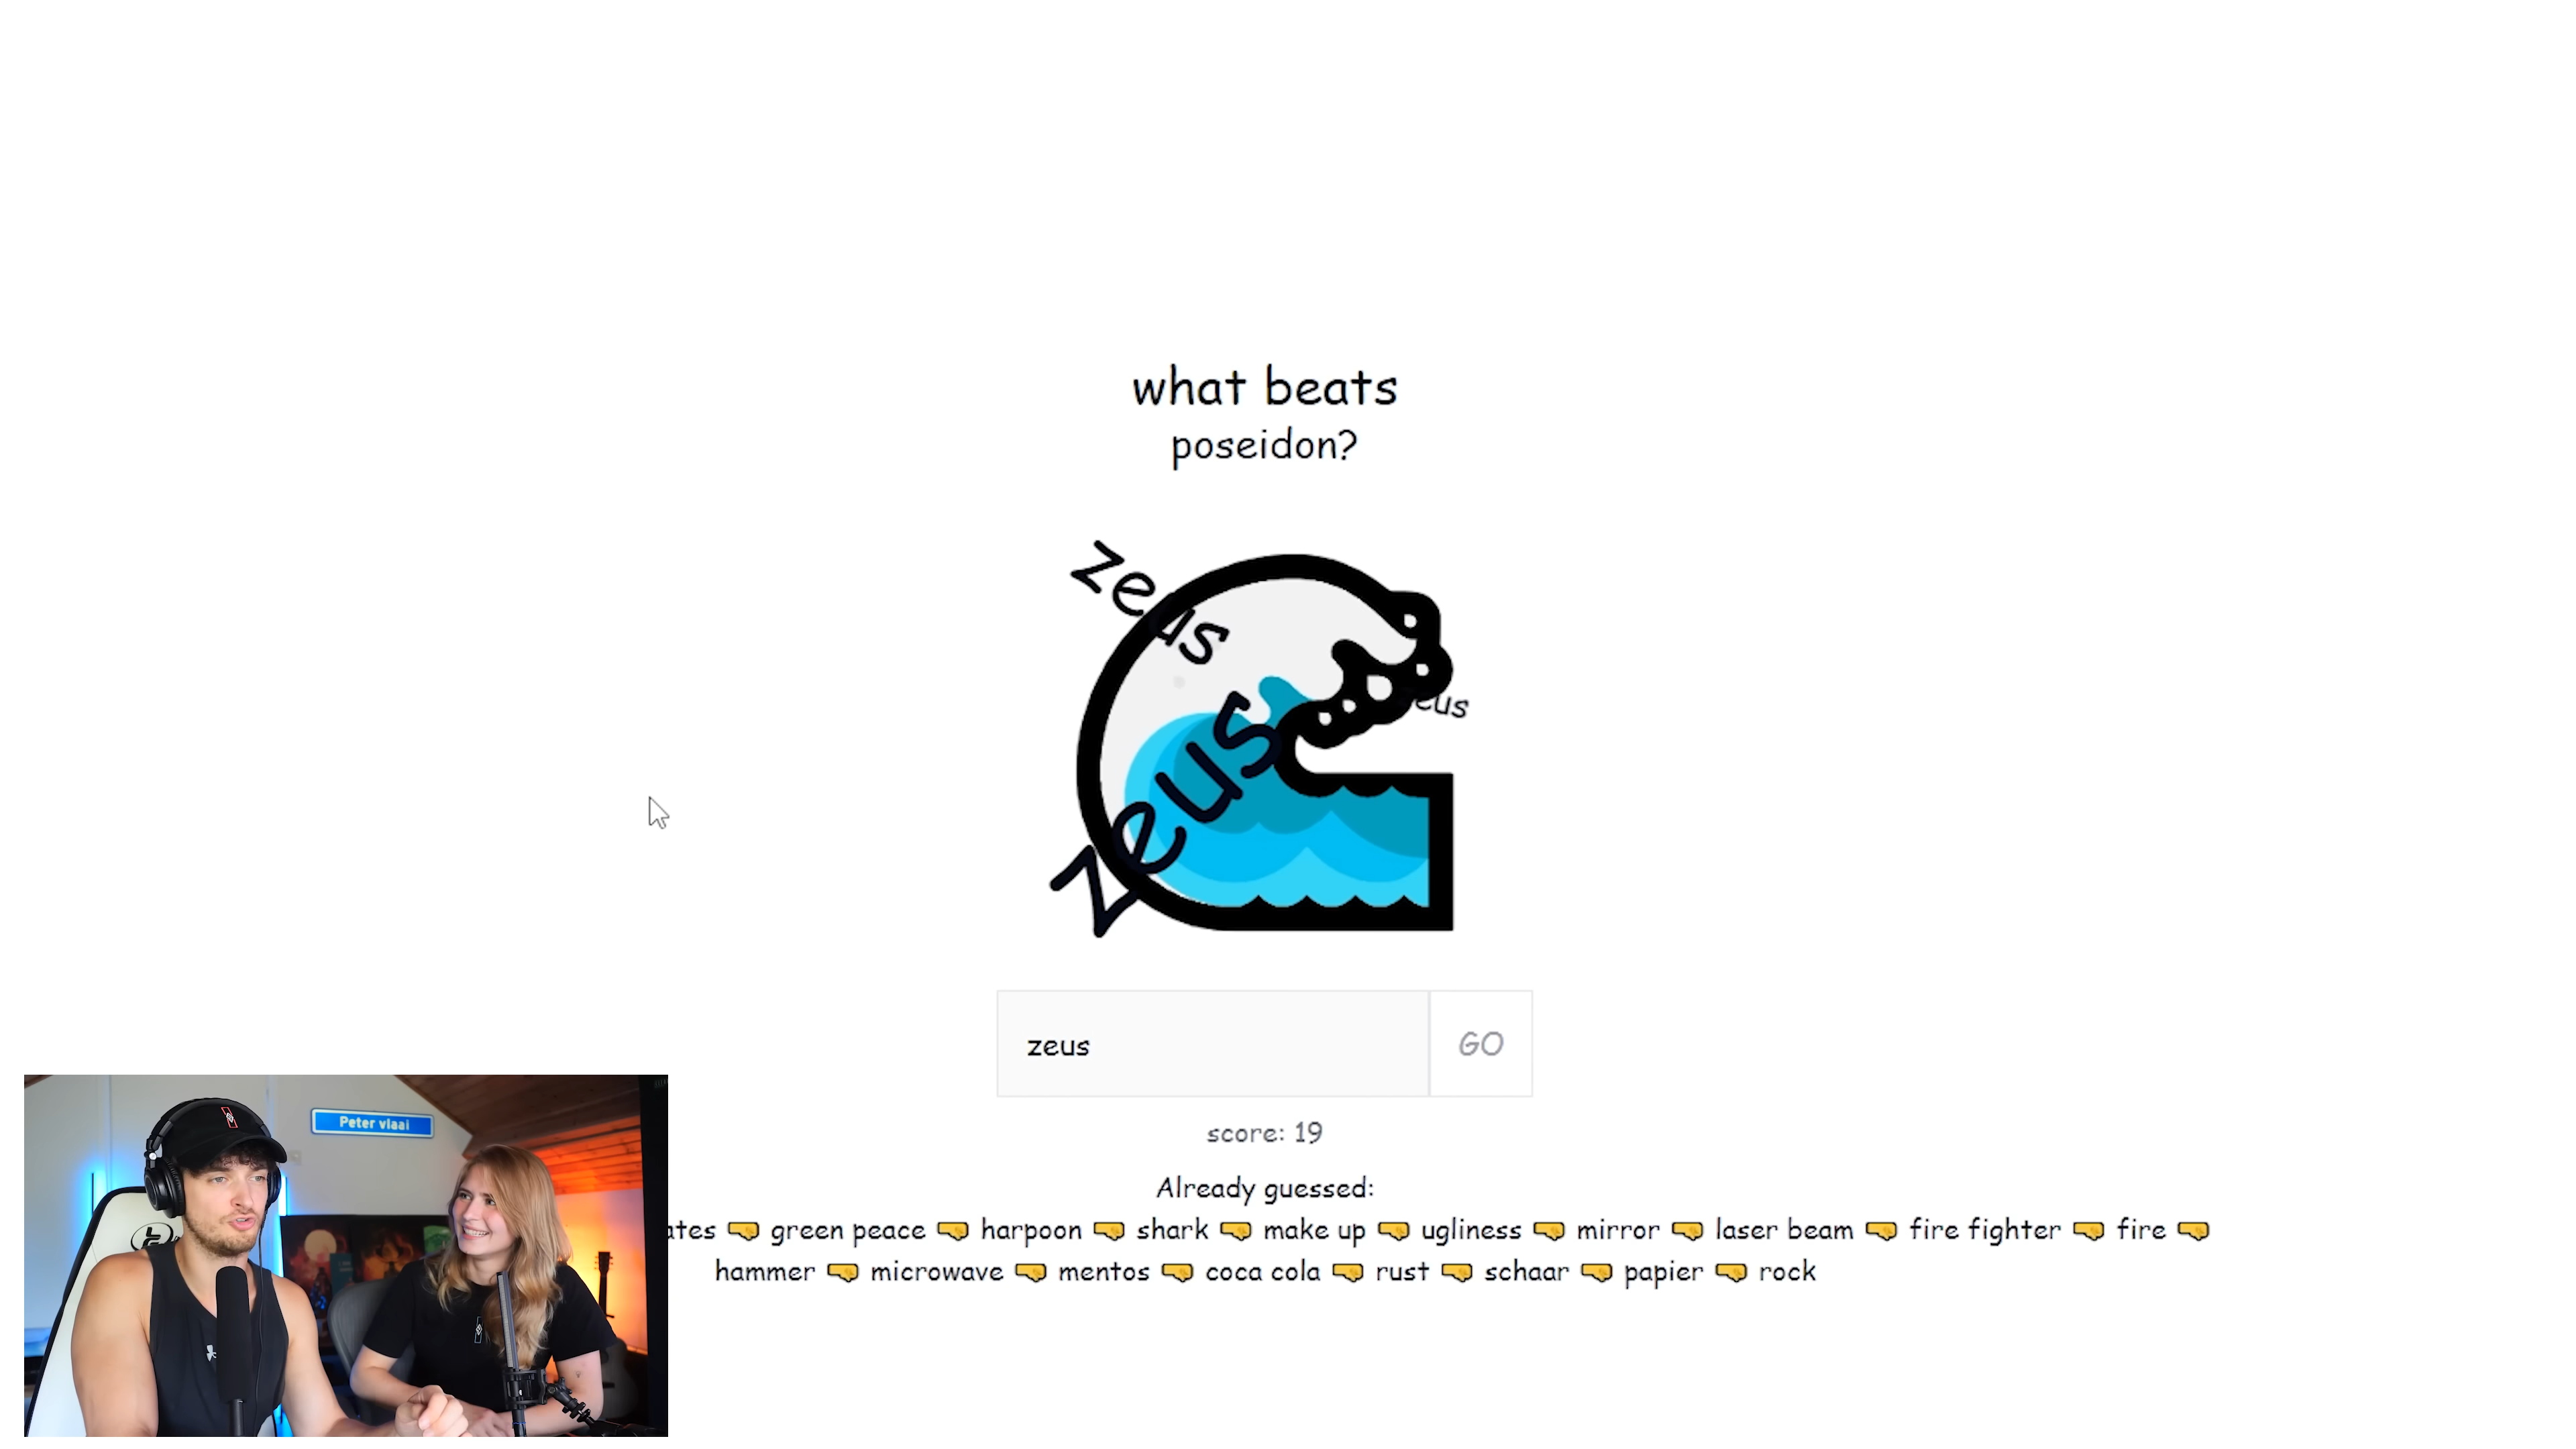 what beats
poseidon?
zeus
zeus
zeus
GO
score: 19
Already guessed:
green peace 🤜 harpoon 🤜 shark 🤜 make up 🤜 ugliness 🤜 mirror 🤜 laser beam 🤜 fire fighter 🤜 fire 🤜
hammer 🤜 microwave 🤜 mentos 🤜 coca cola 🤜 rust 🤜 schaar 🤜 papier 🤜 rock
Peter vlaai